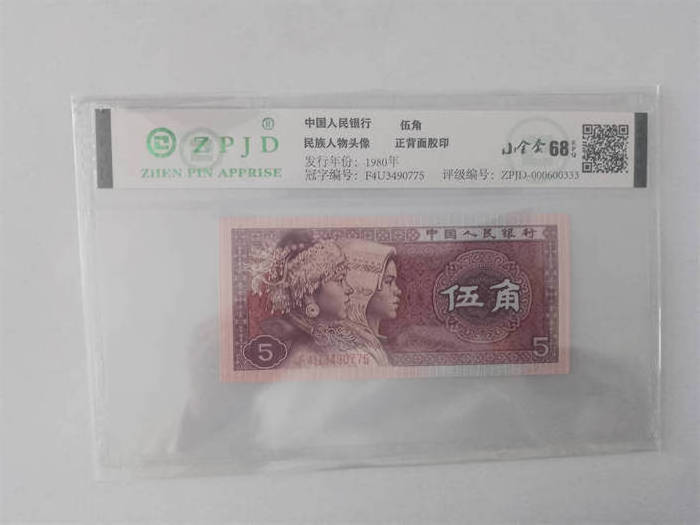 ZPJD
®
ZHEN PIN APPRISE
中国人民银行 伍角
民族人物头像 正背面胶印
发行年份：1980年
冠字编号：F4U3490775 评级编号：ZPJD-000600333
68 EPQ
中国人民银行
伍角
5
F4U3490775
5